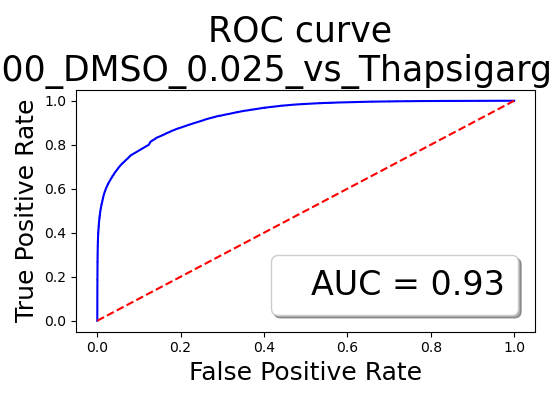 ROC curve
00_DMSO_0.025_vs_Thapsigarg
True Positive Rate
1.0
0.8
0.6
0.4
0.2
0.0
AUC = 0.93
0.0 0.2 0.4 0.6 0.8 1.0
False Positive Rate